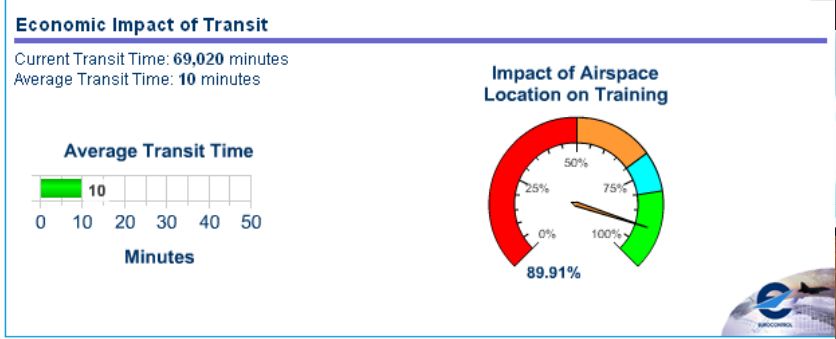 Economic Impact of Transit
Current Transit Time: 69,020 minutes
Average Transit Time: 10 minutes
Impact of Airspace
Location on Training
Average Transit Time
10
0 10 20 30 40 50
Minutes
50%
25% 75%
0% 100%
89.91%
EUROCONTROL